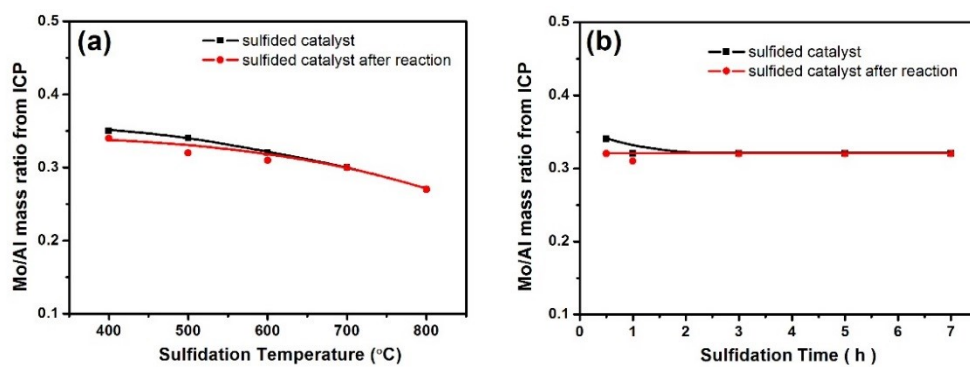 (a)
sulfided catalyst
sulfided catalyst after reaction
Mo/Al mass ratio from ICP
0.5
0.4
0.3
0.2
0.1
400 500 600 700 800
Sulfidation Temperature (°C)
(b)
sulfided catalyst
sulfided catalyst after reaction
Mo/Al mass ratio from ICP
0.5
0.4
0.3
0.2
0.1
0 1 2 3 4 5 6 7
Sulfidation Time ( h )